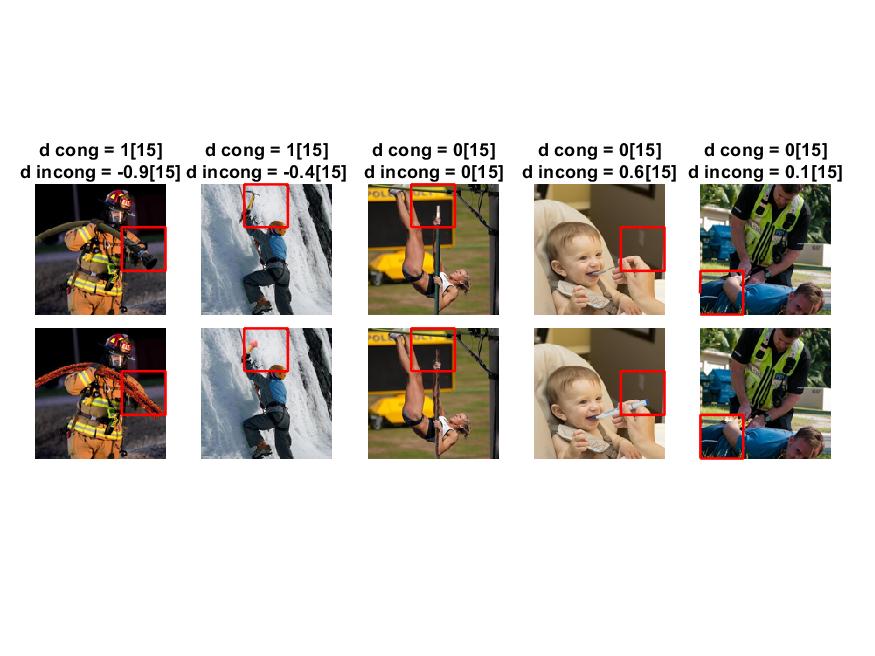 d cong = 1[15]
d incong = -0.9[15]
d cong = 1[15]
d incong = -0.4[15]
d cong = 0[15]
d incong = 0[15]
d cong = 0[15]
d incong = 0.6[15]
d cong = 0[15]
d incong = 0.1[15]